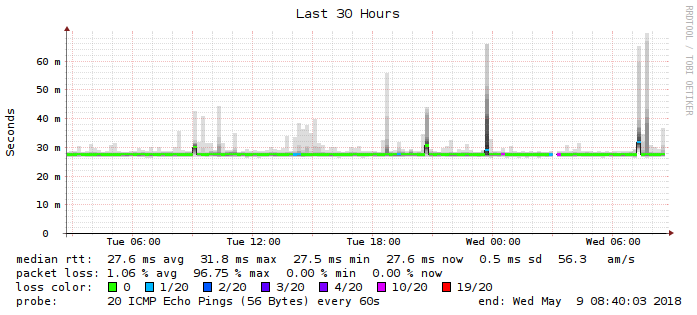 Last 30 Hours
RRDTOOL / TOBI OETIKER
Seconds
60 m
50 m
40 m
30 m
20 m
10 m
0
Tue 06:00 Tue 12:00 Tue 18:00 Wed 00:00 Wed 06:00
median rtt: 27.6 ms avg 31.8 ms max 27.5 ms min 27.6 ms now 0.5 ms sd 56.3 am/s
packet loss: 1.06 % avg 96.75 % max 0.00 % min 0.00 % now
loss color: 0 1/20 2/20 3/20 4/20 10/20 19/20
probe: 20 ICMP Echo Pings (56 Bytes) every 60s end: Wed May 9 08:40:03 2018